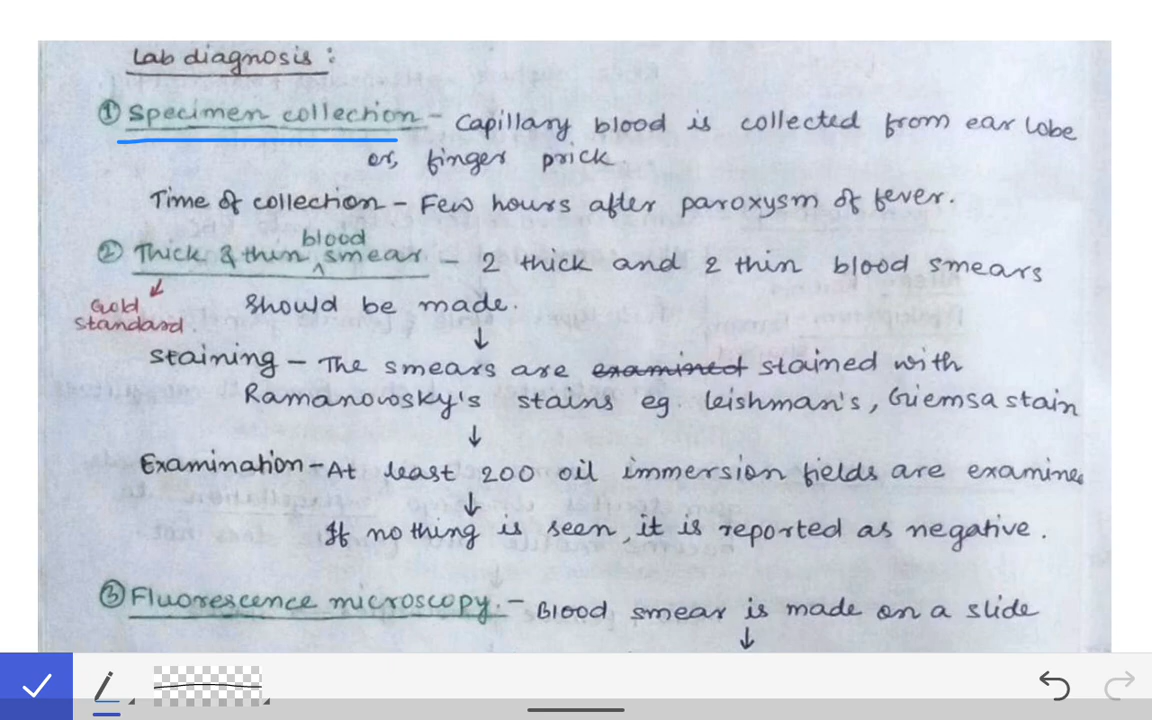 Lab diagnosis :
① Specimen collection - Capillary blood is collected from ear lobe
or, finger prick.
Time of collection - Few hours after paroxysm of fever.
② Thick & thin ^ blood smear - 2 thick and 2 thin blood smears
Gold standard.
should be made.
↓
Staining - The smears are examined stained with
Ramanowsky's stains eg. leishman's, Giemsa stain
↓
Examination - At least 200 oil immersion fields are examine
↓
If nothing is seen, it is reported as negative.
③ Fluorescence microscopy. - Blood smear is made on a slide
↓